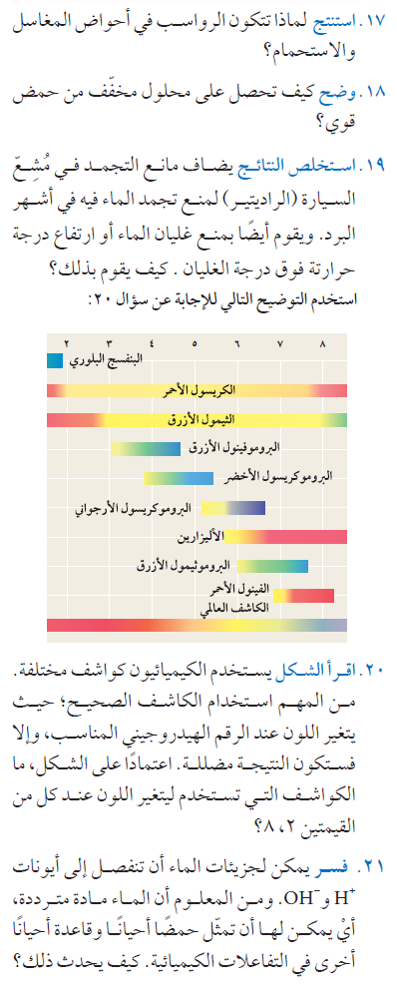 ١٧. استنتج لماذا تتكون الرواسب في أحواض المغاسل
والاستحمام؟
١٨. وضح كيف تحصل على محلول مخفّف من حمض
قوي؟
١٩. استخلص النتائج يضاف مانع التجمد في مُشِعّ
السيارة (الراديتير) لمنع تجمد الماء فيه في أشهر
البرد. ويقوم أيضًا بمنع غليان الماء أو ارتفاع درجة
حرارتة فوق درجة الغليان . كيف يقوم بذلك؟
استخدم التوضيح التالي للإجابة عن سؤال ٢٠:
٢ ٣ ٤ ٥ ٦ ٧ ٨
البنفسج البلوري
الكريسول الأحمر
الثيمول الأزرق
البروموفينول الأزرق
البروموكريسول الأخضر
البروموكريسول الأرجواني
الأليزارين
البروموثيمول الأزرق
الفينول الأحمر
الكاشف العالمي
٢٠. اقرأ الشكل يستخدم الكيميائيون كواشف مختلفة.
من المهم استخدام الكاشف الصحيح؛ حيث
يتغير اللون عند الرقم الهيدروجيني المناسب، وإلا
فستكون النتيجة مضللة. اعتمادًا على الشكل، ما
الكواشف التي تستخدم ليتغير اللون عند كل من
القيمتين ٢، ٨؟
٢١. فسر يمكن لجزيئات الماء أن تنفصل إلى أيونات
H⁺ و OH⁻. ومن المعلوم أن الماء مادة مترددة،
أيْ يمكن لها أن تمثّل حمضًا أحيانًا وقاعدة أحيانًا
أخرى في التفاعلات الكيميائية. كيف يحدث ذلك؟